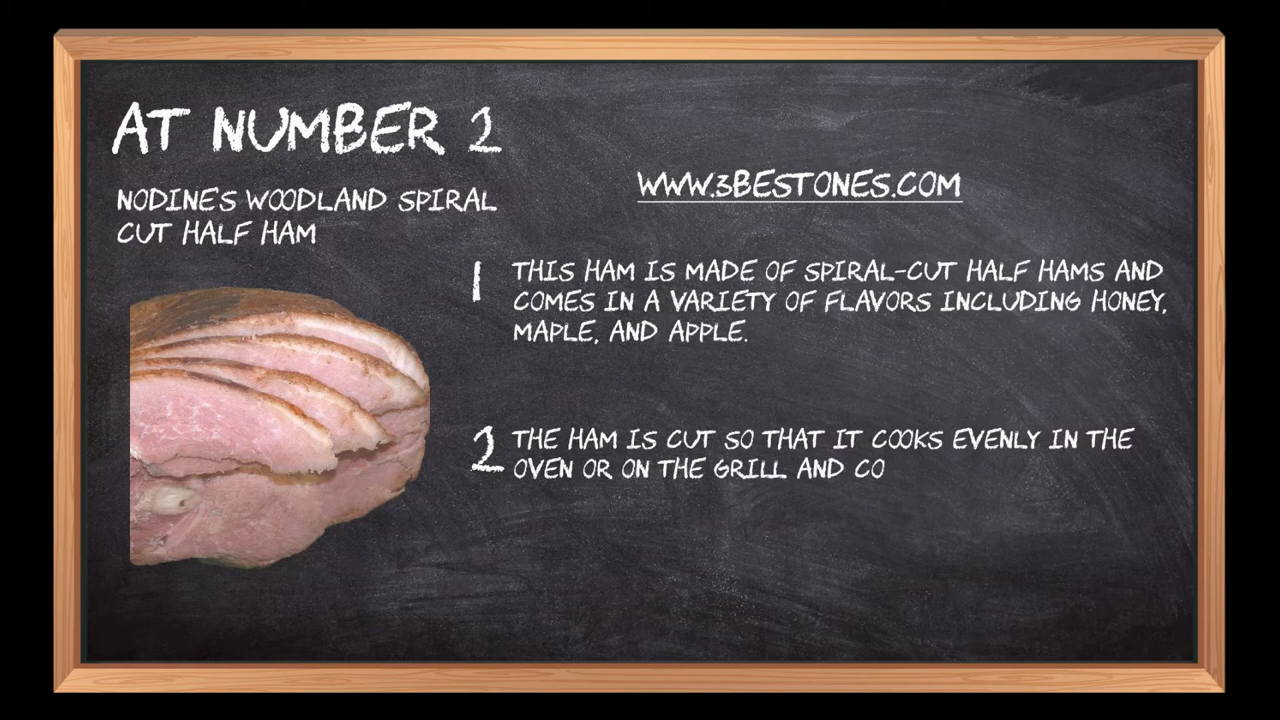 AT NUMBER 2
NODINES WOODLAND SPIRAL
CUT HALF HAM
WWW.3BESTONES.COM
1
THIS HAM IS MADE OF SPIRAL-CUT HALF HAMS AND
COMES IN A VARIETY OF FLAVORS INCLUDING HONEY,
MAPLE, AND APPLE.
2
THE HAM IS CUT SO THAT IT COOKS EVENLY IN THE
OVEN OR ON THE GRILL AND CO